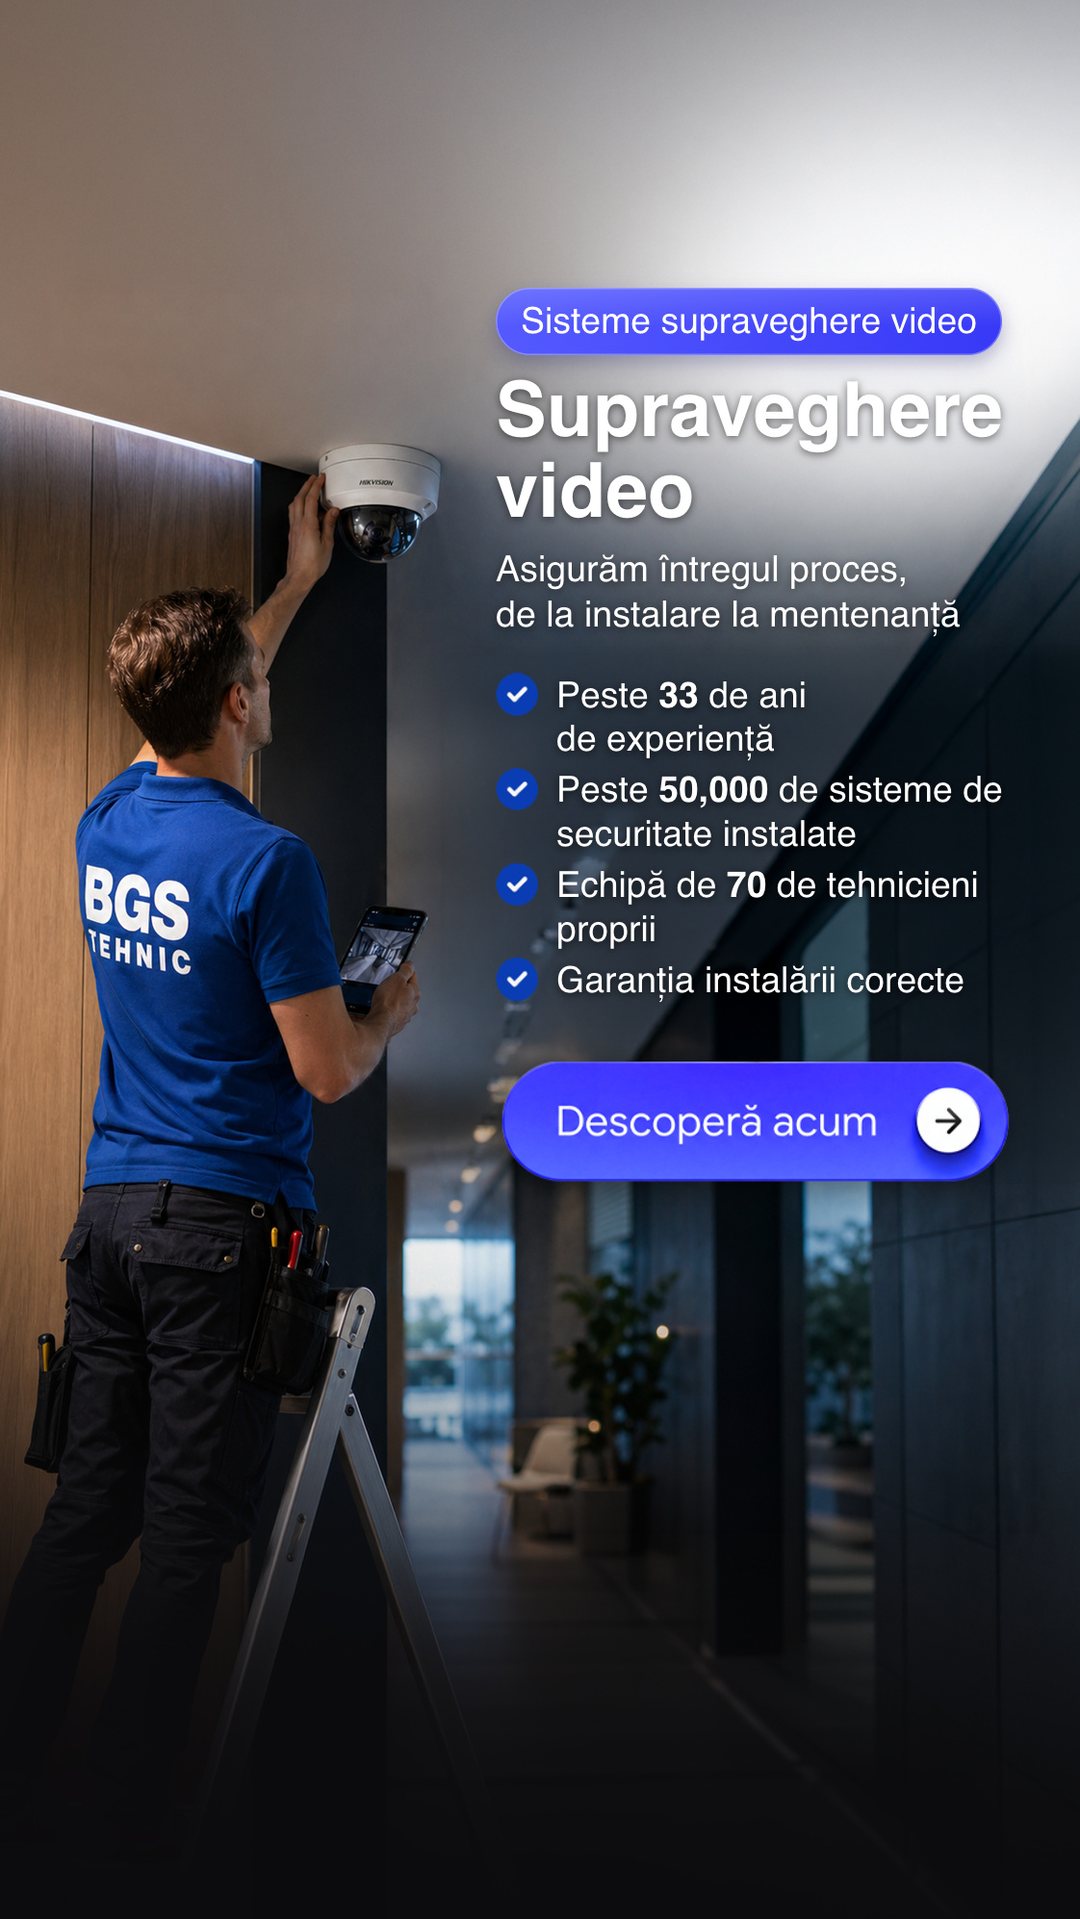 Sisteme supraveghere video
Supraveghere
video
Asigurăm întregul proces,
de la instalare la mentenanță
Peste 33 de ani
de experiență
Peste 50,000 de sisteme de
securitate instalate
Echipă de 70 de tehnicieni
proprii
Garanția instalării corecte
Descoperă acum
HIKVISION
BGS
TEHNIC